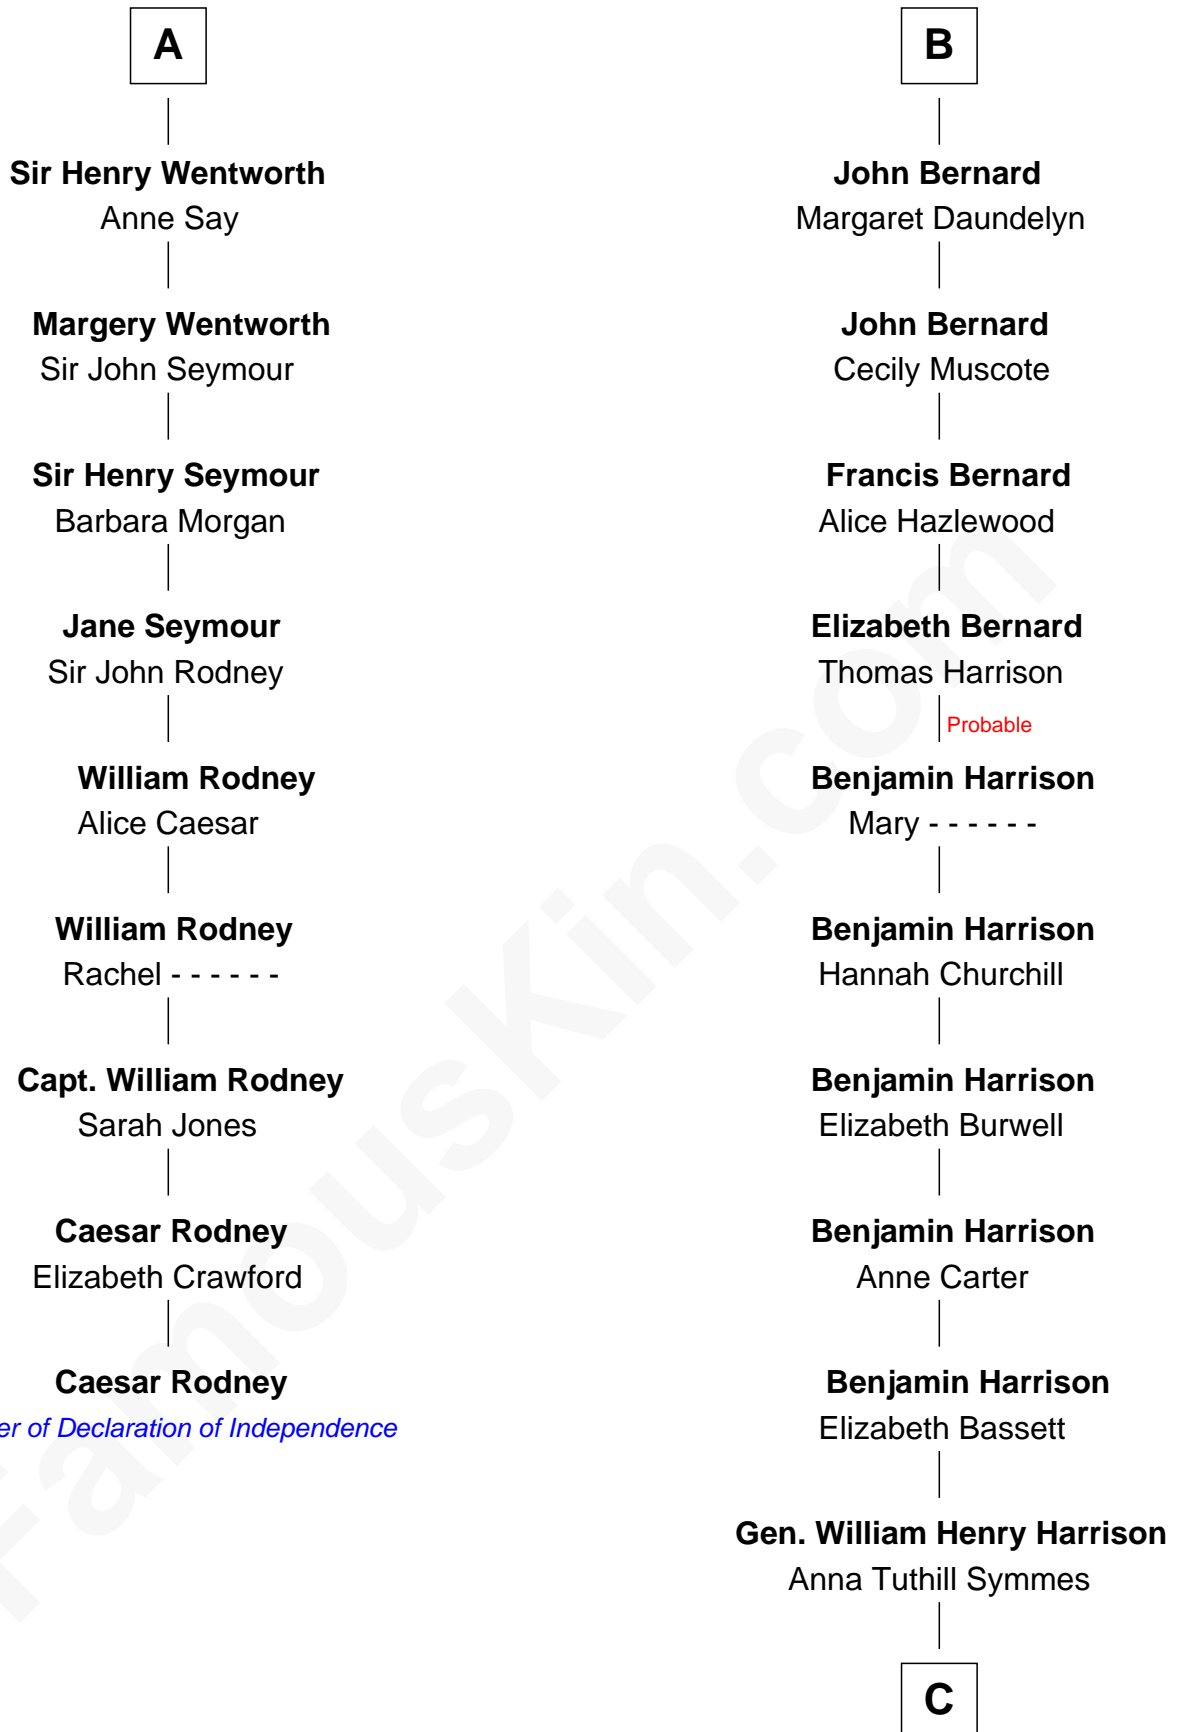 A
Sir Henry Wentworth
Anne Say
Margery Wentworth
Sir John Seymour
Sir Henry Seymour
Barbara Morgan
Jane Seymour
Sir John Rodney
William Rodney
Alice Caesar
William Rodney
Rachel - - - - - -
Capt. William Rodney
Sarah Jones
Caesar Rodney
Elizabeth Crawford
Caesar Rodney
er of Declaration of Independence
B
John Bernard
Margaret Daundelyn
John Bernard
Cecily Muscote
Francis Bernard
Alice Hazlewood
Elizabeth Bernard
Thomas Harrison
Probable
Benjamin Harrison
Mary - - - - - -
Benjamin Harrison
Hannah Churchill
Benjamin Harrison
Elizabeth Burwell
Benjamin Harrison
Anne Carter
Benjamin Harrison
Elizabeth Bassett
Gen. William Henry Harrison
Anna Tuthill Symmes
C
FamousKin.com